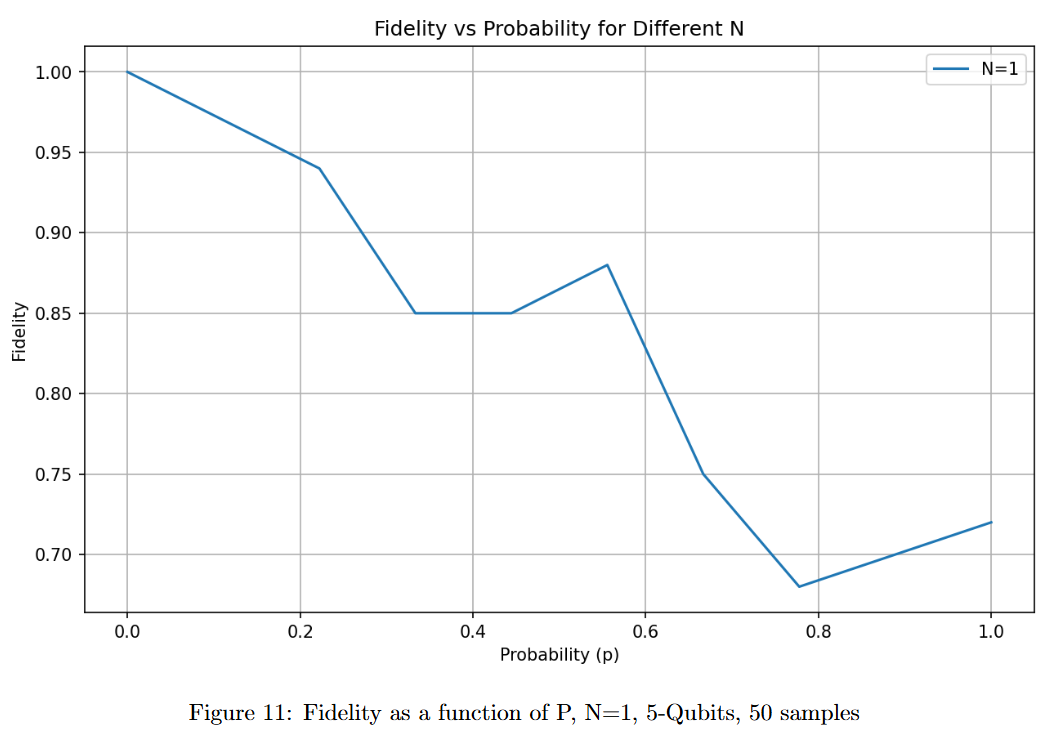 Fidelity vs Probability for Different N
N=1
1.00
0.95
0.90
0.85
0.80
0.75
0.70
Fidelity
0.0 0.2 0.4 0.6 0.8 1.0
Probability (p)
Figure 11: Fidelity as a function of P, N=1, 5-Qubits, 50 samples